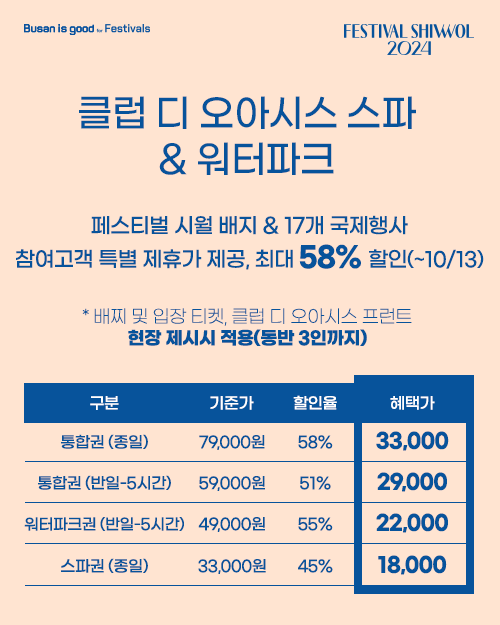 Busan is good for Festivals
FESTIVAL SHIWOL
2024
클럽 디 오아시스 스파
& 워터파크
페스티벌 시월 배지 & 17개 국제행사
참여고객 특별 제휴가 제공, 최대 58% 할인(~10/13)
* 배찌 및 입장 티켓, 클럽 디 오아시스 프런트
현장 제시시 적용(동반 3인까지)
구분 기준가 할인율 혜택가
통합권 (종일) 79,000원 58% 33,000
통합권 (반일-5시간) 59,000원 51% 29,000
워터파크권 (반일-5시간) 49,000원 55% 22,000
스파권 (종일) 33,000원 45% 18,000